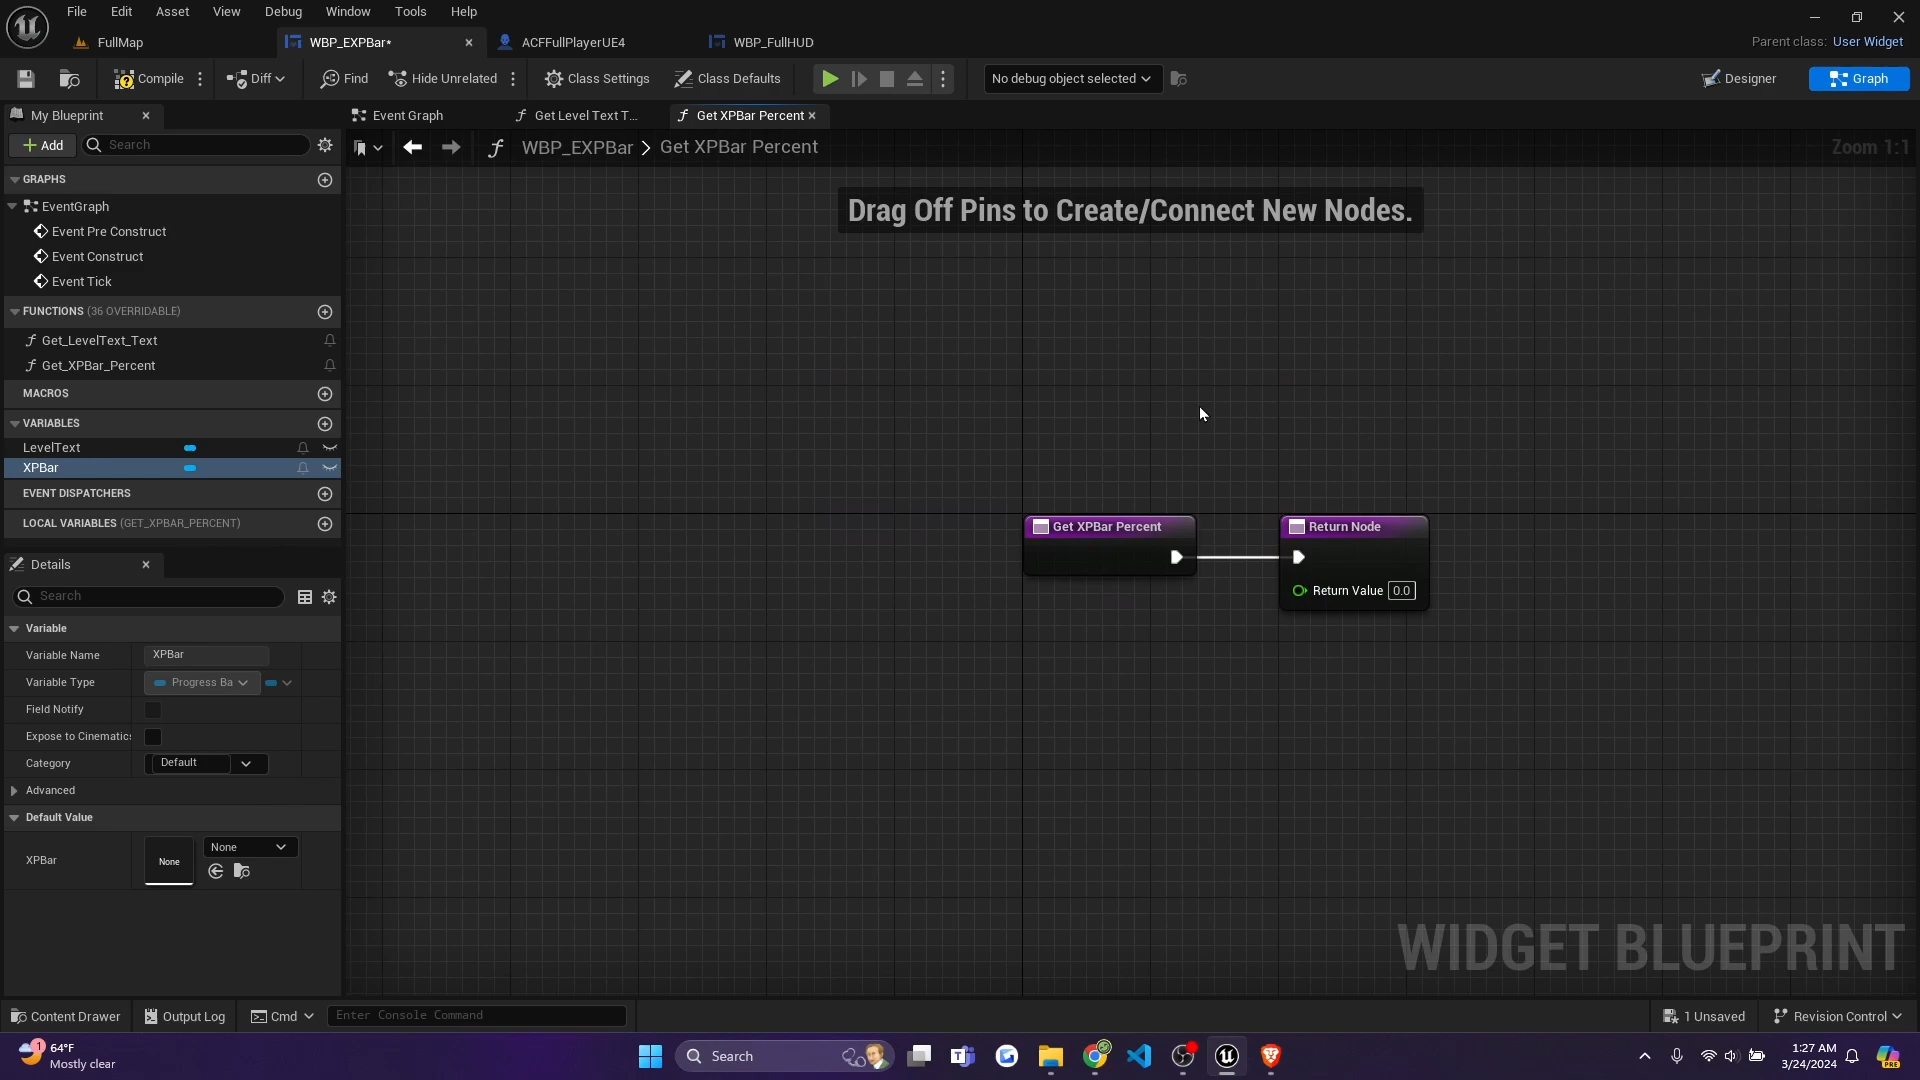 File Edit Asset View Debug Window Tools Help
FullMap WBP_EXPBar* ACFFullPlayerUE4 WBP_FullHUD Parent class: User Widget
Compile Diff Find Hide Unrelated Class Settings Class Defaults No debug object selected Designer Graph
My Blueprint Event Graph Get Level Text T... Get XPBar Percent
Add Search WBP_EXPBar > Get XPBar Percent Zoom 1:1
GRAPHS
EventGraph
Event Pre Construct
Event Construct
Event Tick
FUNCTIONS (36 OVERRIDABLE)
Get_LevelText_Text
Get_XPBar_Percent
MACROS
VARIABLES
LevelText
XPBar
EVENT DISPATCHERS
LOCAL VARIABLES (GET_XPBAR_PERCENT)
Drag Off Pins to Create/Connect New Nodes.
Get XPBar Percent
Return Node
Return Value 0.0
Details
Search
Variable
Variable Name XPBar
Variable Type Progress Ba
Field Notify
Expose to Cinematics
Category Default
Advanced
Default Value
XPBar None None
WIDGET BLUEPRINT
Content Drawer Output Log Cmd Enter Console Command 1 Unsaved Revision Control
1 64°F
Mostly clear
Search
1:27 AM
3/24/2024
PRE